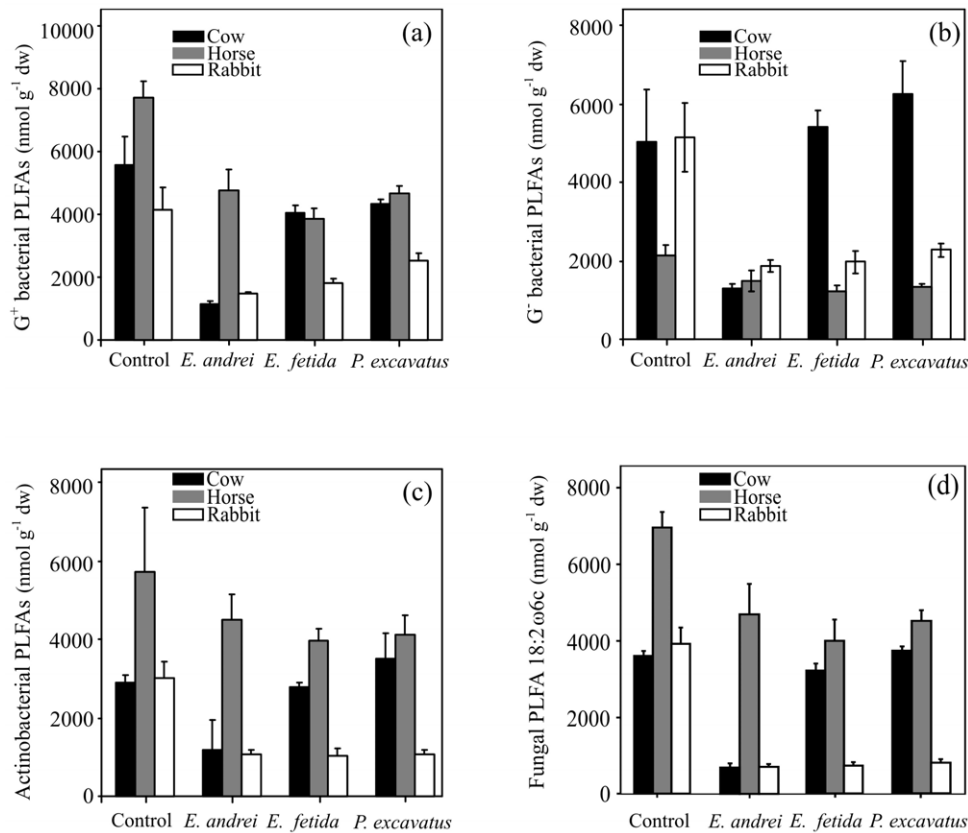 (a)
Cow
Horse
Rabbit
G⁺ bacterial PLFAs (nmol g⁻¹ dw)
10000
8000
6000
4000
2000
0
Control E. andrei E. fetida P. excavatus
(b)
Cow
Horse
Rabbit
G⁻ bacterial PLFAs (nmol g⁻¹ dw)
8000
6000
4000
2000
0
Control E. andrei E. fetida P. excavatus
(c)
Cow
Horse
Rabbit
Actinobacterial PLFAs (nmol g⁻¹ dw)
8000
6000
4000
2000
0
Control E. andrei E. fetida P. excavatus
(d)
Cow
Horse
Rabbit
Fungal PLFA 18:2 ω6c (nmol g⁻¹ dw)
8000
6000
4000
2000
0
Control E. andrei E. fetida P. excavatus